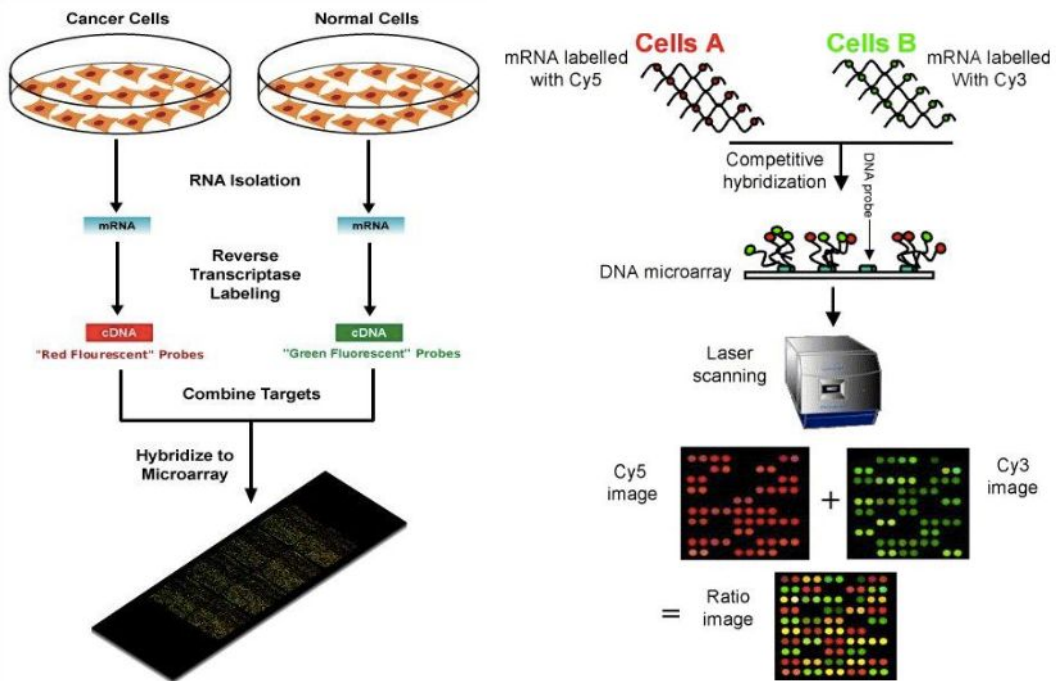 Cancer Cells
Normal Cells
RNA Isolation
mRNA
mRNA
Reverse
Transcriptase
Labeling
cDNA
cDNA
"Red Flourescent" Probes
"Green Fluorescent" Probes
Combine Targets
Hybridize to
Microarray
Cells A
Cells B
mRNA labelled
with Cy5
mRNA labelled
With Cy3
Competitive
hybridization
DNA probe
DNA microarray
Laser
scanning
Cy5
image
+
Cy3
image
=
Ratio
image